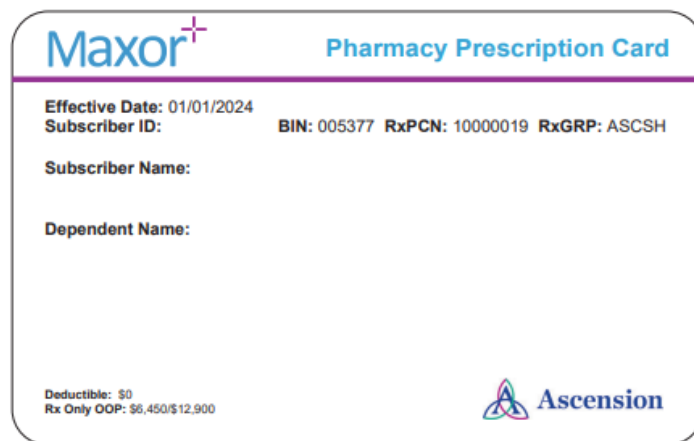 Maxor
Pharmacy Prescription Card
Effective Date: 01/01/2024
Subscriber ID: BIN: 005377 RxPCN: 10000019 RxGRP: ASCSH
Subscriber Name:
Dependent Name:
Deductible: $0
Rx Only OOP: $6,450/$12,900
Ascension